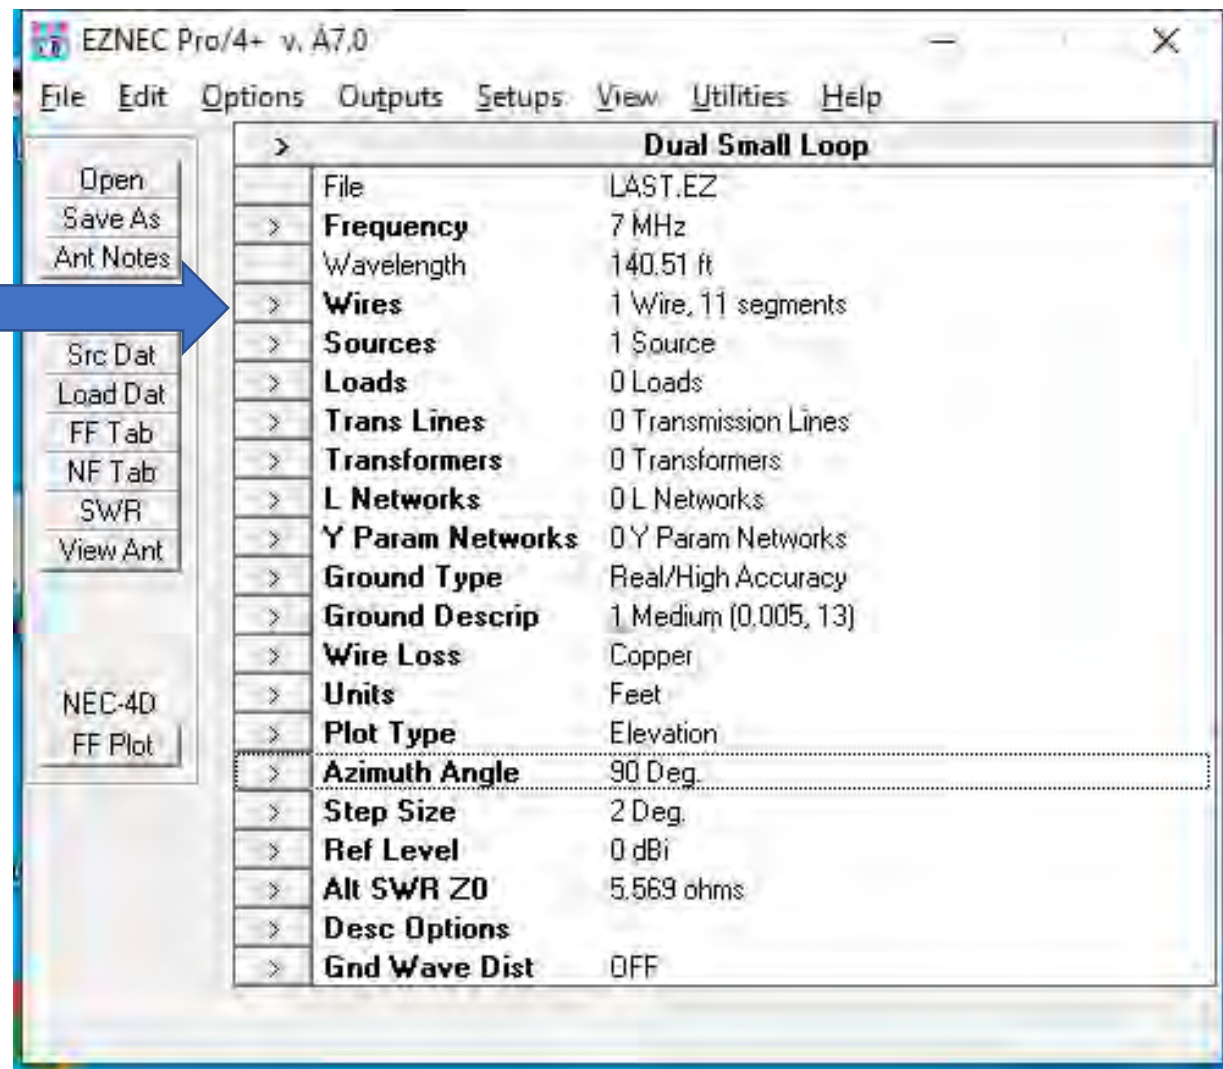 EZNEC Pro/4+ v. A7.0
File Edit Options Outputs Setups View Utilities Help
> Dual Small Loop
Open
Save As
Ant Notes
Src Dat
Load Dat
FF Tab
NF Tab
SWR
View Ant
NEC-4D
FF Plot
File LAST.EZ
> Frequency 7 MHz
Wavelength 140.51 ft
> Wires 1 Wire, 11 segments
> Sources 1 Source
> Loads 0 Loads
> Trans Lines 0 Transmission Lines
> Transformers 0 Transformers
> L Networks 0 L Networks
> Y Param Networks 0 Y Param Networks
> Ground Type Real/High Accuracy
> Ground Descrip 1 Medium (0.005, 13)
> Wire Loss Copper
> Units Feet
> Plot Type Elevation
> Azimuth Angle 90 Deg.
> Step Size 2 Deg.
> Ref Level 0 dBi
> Alt SWR Z0 5.569 ohms
> Desc Options
> Gnd Wave Dist OFF